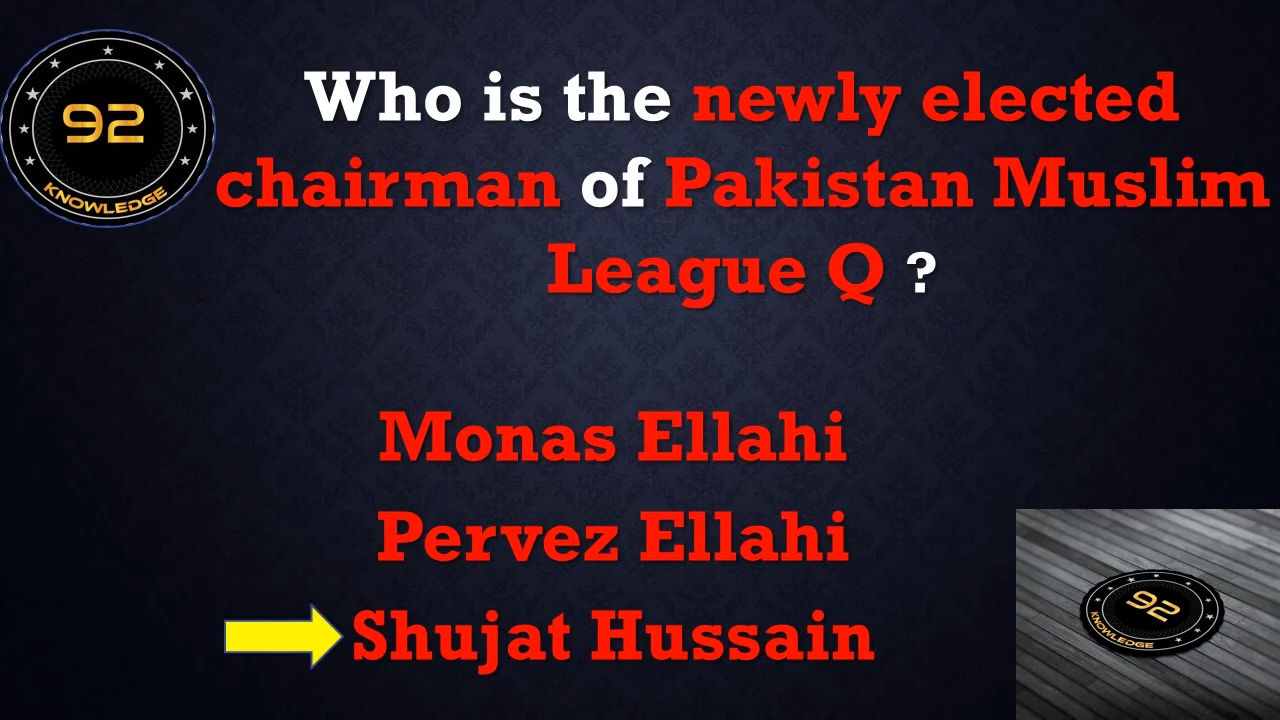 92
KNOWLEDGE
Who is the newly elected
chairman of Pakistan Muslim
League Q ?
Monas Ellahi
Pervez Ellahi
Shujat Hussain
92
KNOWLEDGE